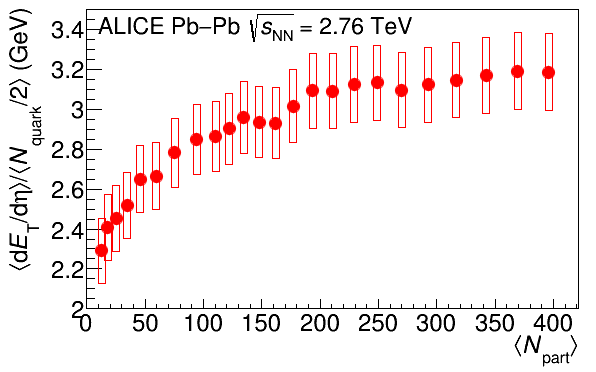 ALICE Pb–Pb √sNN = 2.76 TeV
⟨dET/dη⟩/⟨Nquark/2⟩ (GeV)
3.4
3.2
3
2.8
2.6
2.4
2.2
2
0 50 100 150 200 250 300 350 400
⟨Npart⟩